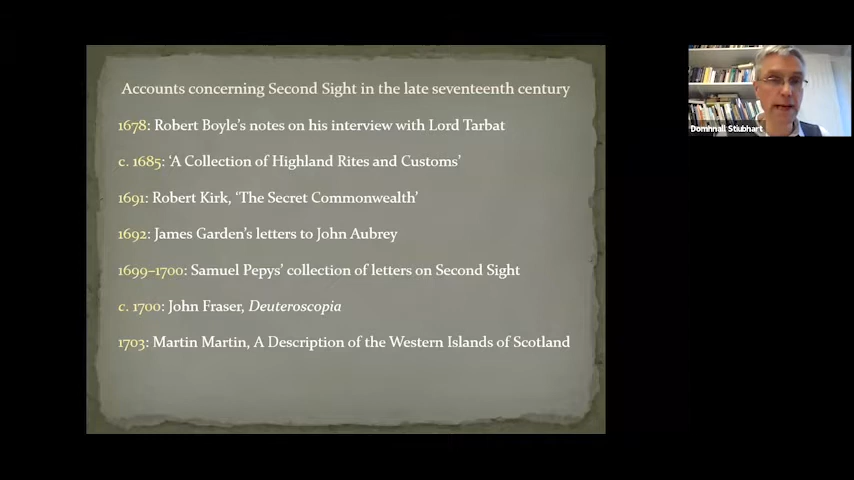 Accounts concerning Second Sight in the late seventeenth century
1678: Robert Boyle's notes on his interview with Lord Tarbat
c. 1685: 'A Collection of Highland Rites and Customs'
1691: Robert Kirk, 'The Secret Commonwealth'
1692: James Garden's letters to John Aubrey
1699–1700: Samuel Pepys' collection of letters on Second Sight
c. 1700: John Fraser, Deuteroscopia
1703: Martin Martin, A Description of the Western Islands of Scotland
Domhnall Stiubhart